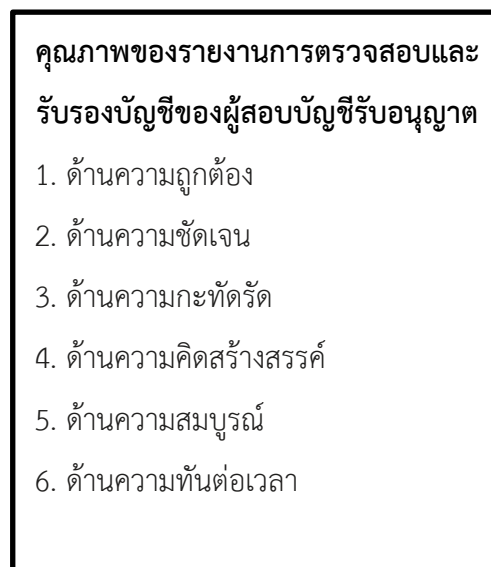 คุณภาพของรายงานการตรวจสอบและ
รับรองบัญชีของผู้สอบบัญชีรับอนุญาต
1. ด้านความถูกต้อง
2. ด้านความชัดเจน
3. ด้านความกะทัดรัด
4. ด้านความคิดสร้างสรรค์
5. ด้านความสมบูรณ์
6. ด้านความทันต่อเวลา